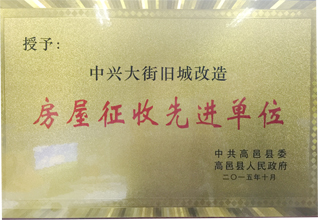 授予：
中兴大街旧城改造
房屋征收先进单位
中共高邑县委
高邑县人民政府
二〇一五年十月